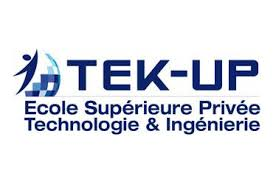 TEK-UP
Ecole Supérieure Privée
Technologie & Ingénierie